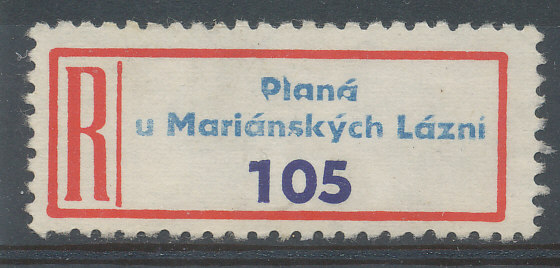 R
Planá
u Mariánských Lázní
105